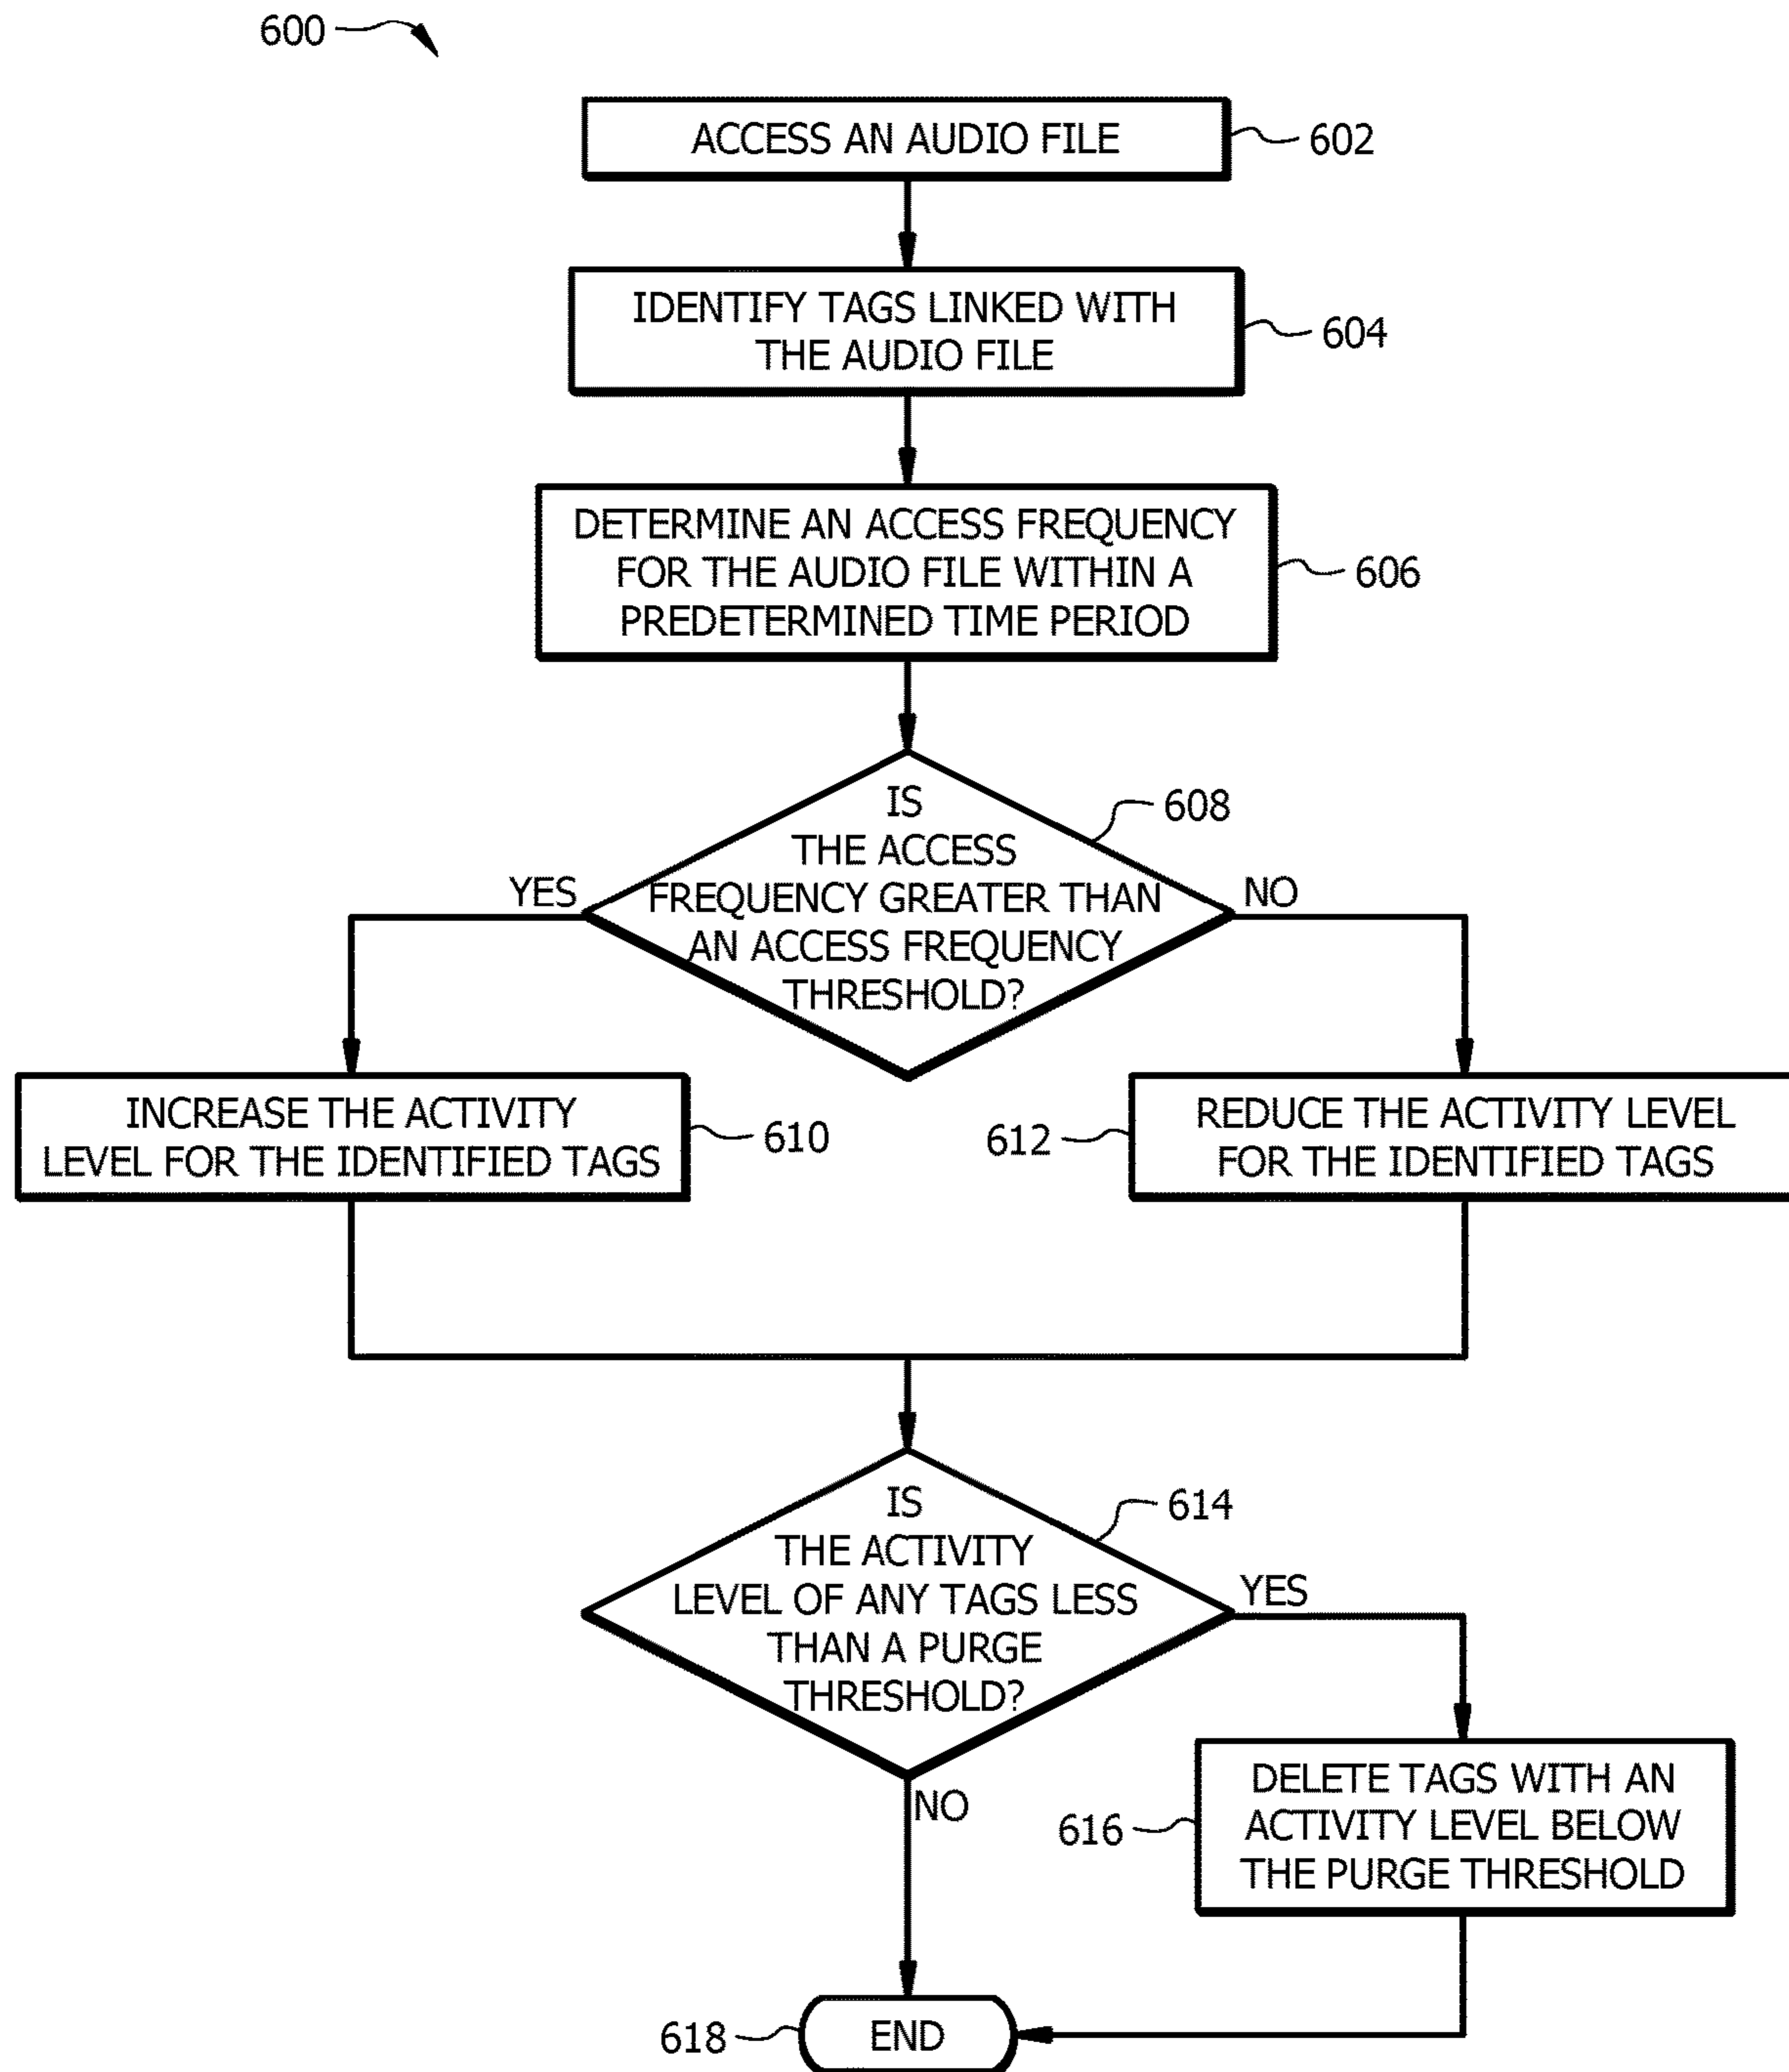 600
ACCESS AN AUDIO FILE
602
IDENTIFY TAGS LINKED WITH
THE AUDIO FILE
604
DETERMINE AN ACCESS FREQUENCY
FOR THE AUDIO FILE WITHIN A
PREDETERMINED TIME PERIOD
606
IS
THE ACCESS
FREQUENCY GREATER THAN
AN ACCESS FREQUENCY
THRESHOLD?
608
YES
NO
INCREASE THE ACTIVITY
LEVEL FOR THE IDENTIFIED TAGS
610
612
REDUCE THE ACTIVITY LEVEL
FOR THE IDENTIFIED TAGS
IS
THE ACTIVITY
LEVEL OF ANY TAGS LESS
THAN A PURGE
THRESHOLD?
614
YES
NO
616
DELETE TAGS WITH AN
ACTIVITY LEVEL BELOW
THE PURGE THRESHOLD
618
END